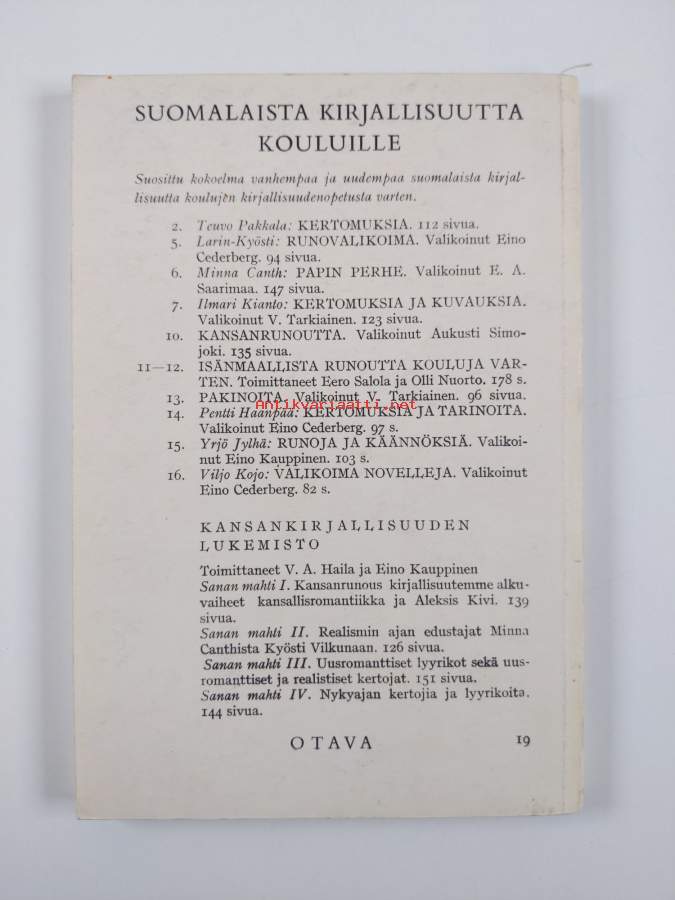 SUOMALAISTA KIRJALLISUUTTA
KOULUILLE
Suosittu kokoelma vanhempaa ja uudempaa suomalaista kirjal-
lisuutta koulujen kirjallisuudenopetusta varten.
2. Teuvo Pakkala: KERTOMUKSIA. 112 sivua.
5. Larin-Kyösti: RUNOVALIKOIMA. Valikoinut Eino
Cederberg. 94 sivua.
6. Minna Canth: PAPIN PERHE. Valikoinut E. A.
Saarimaa. 147 sivua.
7. Ilmari Kianto: KERTOMUKSIA JA KUVAUKSIA.
Valikoinut V. Tarkiainen. 123 sivua.
10. KANSANRUNOUTTA. Valikoinut Aukusti Simo-
joki. 135 sivua.
11—12. ISÄNMAALLISTA RUNOUTTA KOULUJA VAR-
TEN. Toimittaneet Eero Salola ja Olli Nuorto. 178 s.
13. PAKINOITA. Valikoinut V. Tarkiainen. 96 sivua.
Antikvariaatti.net
14. Pentti Haanpää: KERTOMUKSIA JA TARINOITA.
Valikoinut Eino Cederberg. 97 s.
15. Yrjö Jylhä: RUNOJA JA KÄÄNNÖKSIÄ. Valikoi-
nut Eino Kauppinen. 103 s.
16. Viljo Kojo: VALIKOIMA NOVELLEJA. Valikoinut
Eino Cederberg. 82 s.
KANSANKIRJALLISUUDEN
LUKEMISTO
Toimittaneet V. A. Haila ja Eino Kauppinen
Sanan mahti I. Kansanrunous kirjallisuutemme alku-
vaiheet kansallisromantiikka ja Aleksis Kivi. 139
sivua.
Sanan mahti II. Realismin ajan edustajat Minna
Canthista Kyösti Vilkunaan. 126 sivua.
Sanan mahti III. Uusromanttiset lyyrikot sekä uus-
romanttiset ja realistiset kertojat. 151 sivua.
Sanan mahti IV. Nykyajan kertojia ja lyyrikoita.
144 sivua.
OTAVA 19